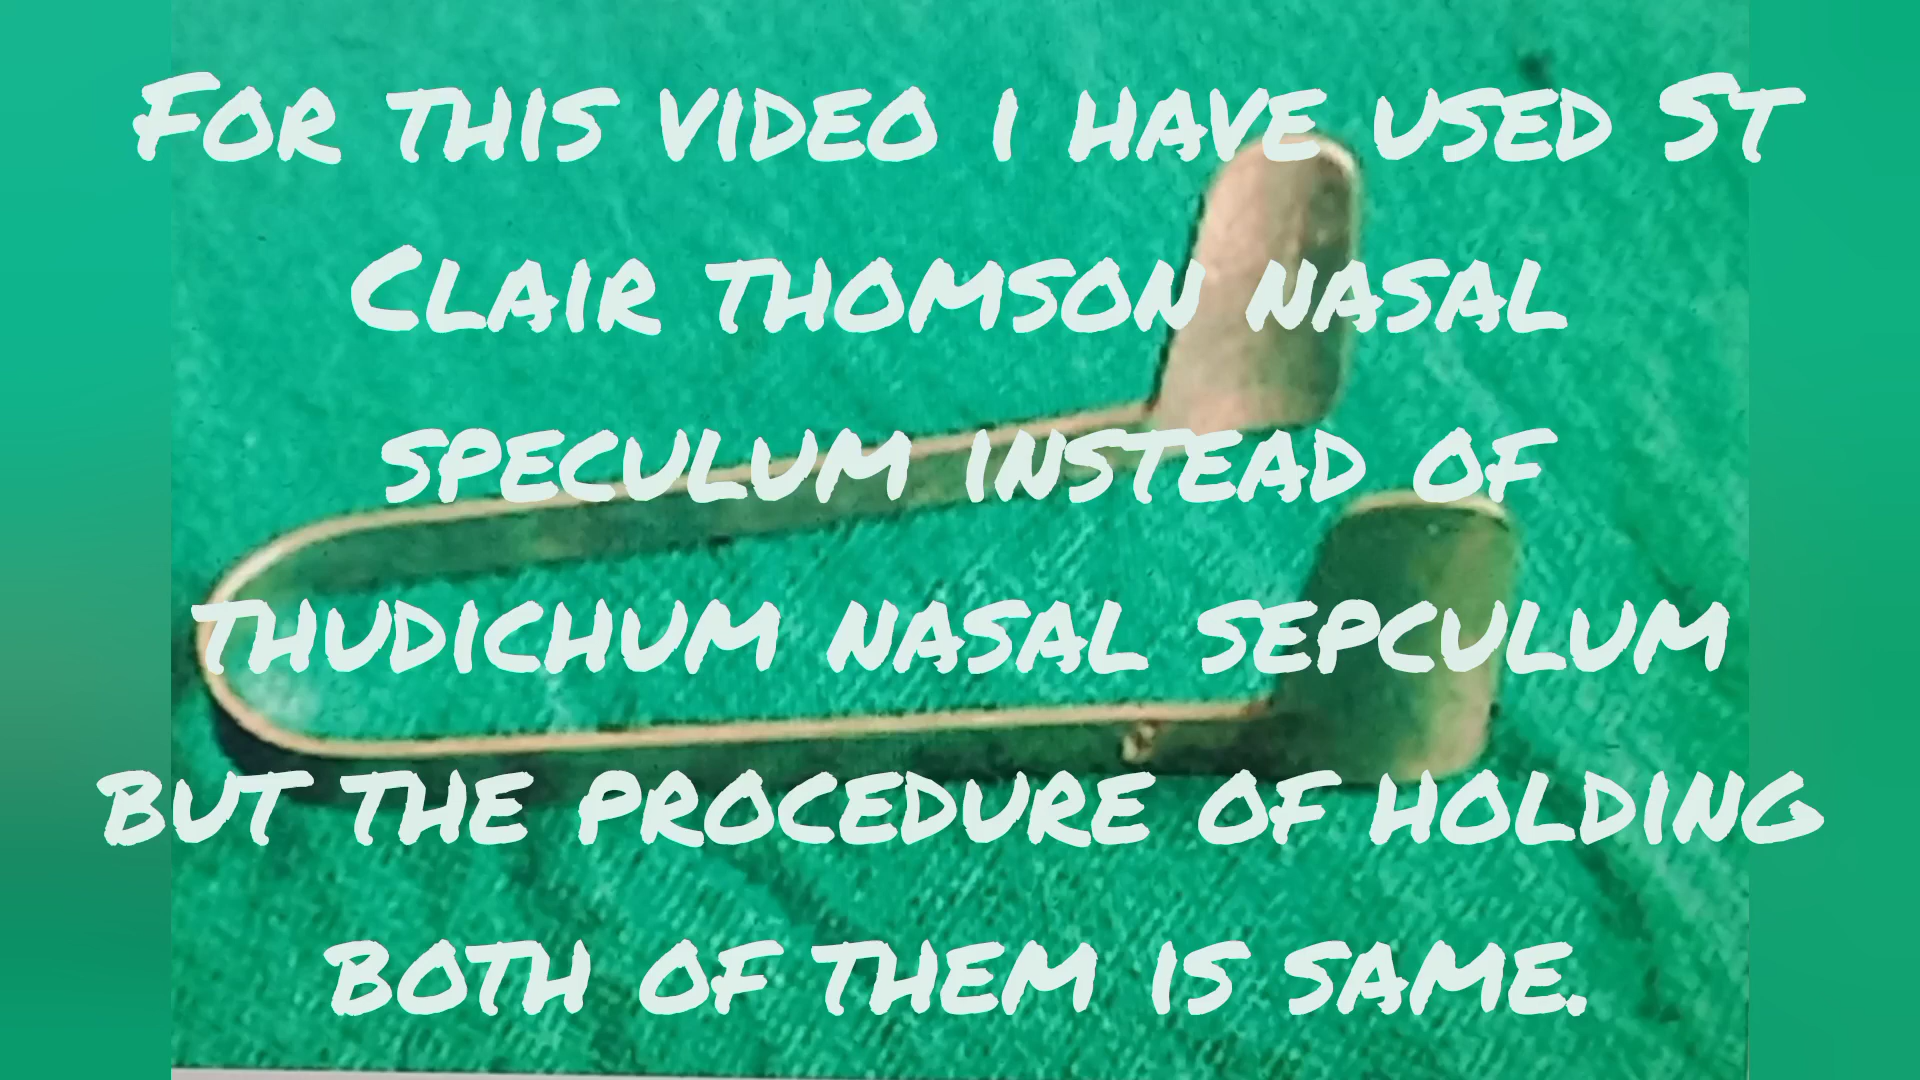 For this video i have used St
Clair thomson nasal
speculum instead of
thudichum nasal sepculum
but the procedure of holding
both of them is same.